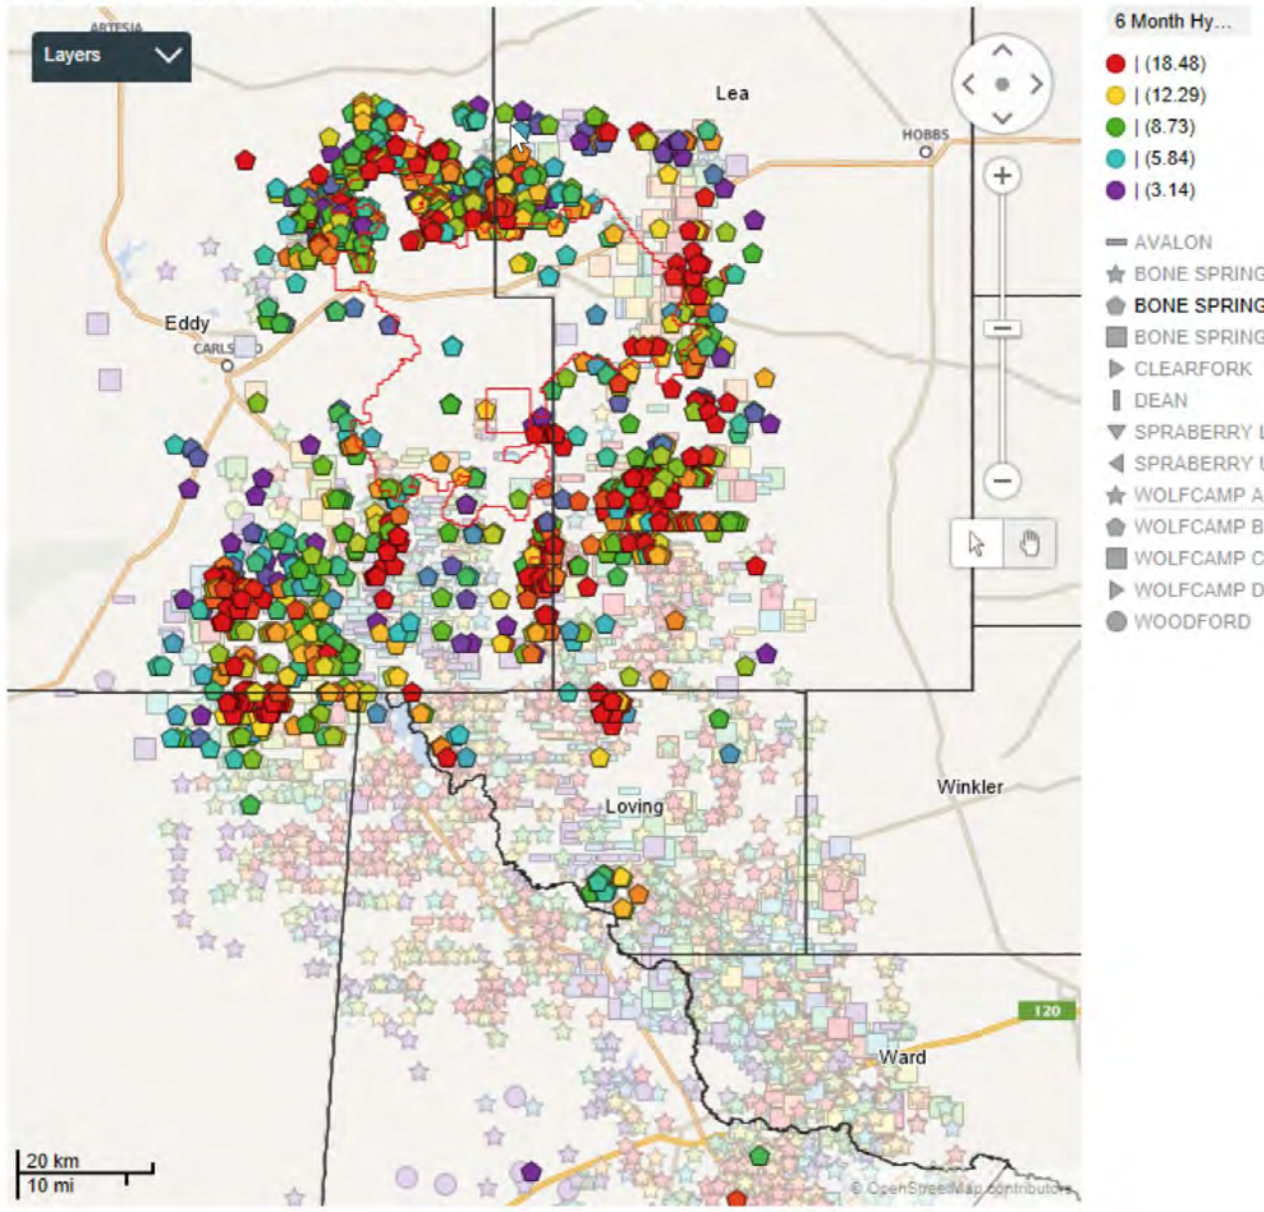 ARTESIA
Layers
Lea
HOBBS
Eddy
Winkler
Loving
120
Ward
20 km
10 mi
© OpenStreetMap contributors
6 Month Hy...
| (18.48)
| (12.29)
| (8.73)
| (5.84)
| (3.14)
AVALON
BONE SPRING
BONE SPRING
BONE SPRING
CLEARFORK
DEAN
SPRABERRY L
SPRABERRY U
WOLFCAMP A
WOLFCAMP B
WOLFCAMP C
WOLFCAMP D
WOODFORD